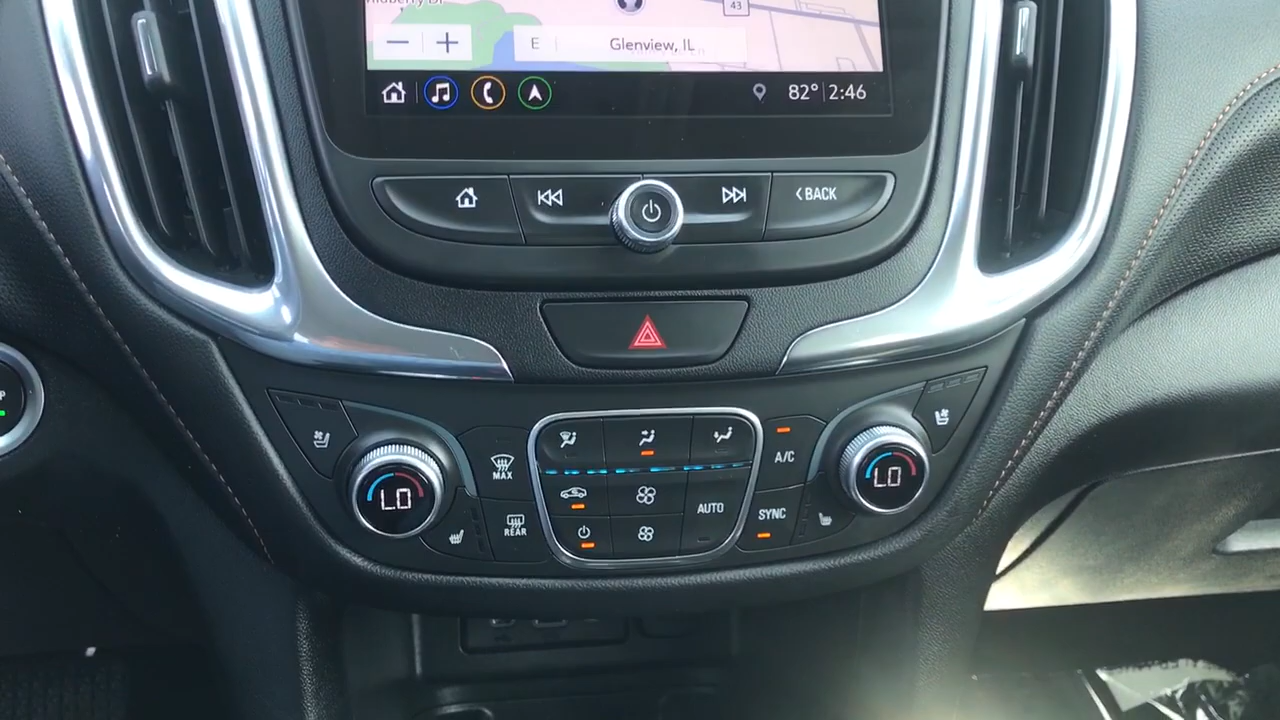 43
E Glenview, IL
82° 2:46
BACK
MAX
A/C
LO
LO
AUTO
SYNC
REAR